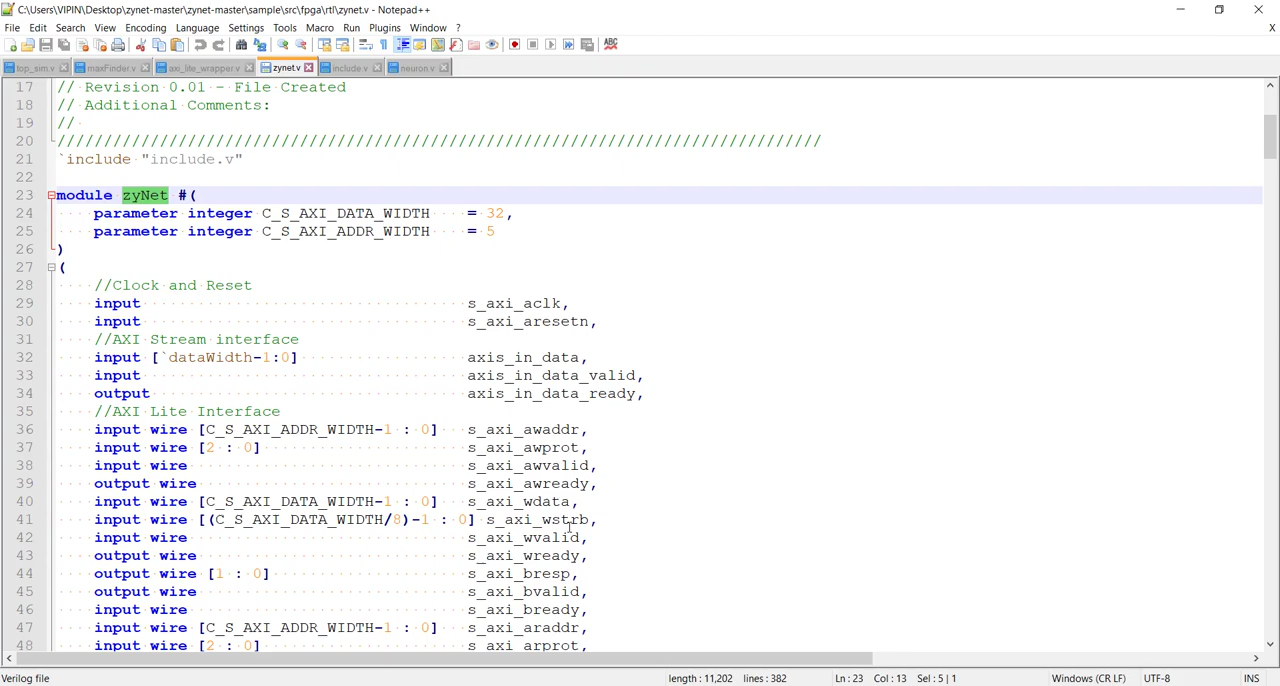 C:\Users\VIPIN\Desktop\zynet-master\zynet-master\sample\src\fpga\rtl\zynet.v - Notepad++
File Edit Search View Encoding Language Settings Tools Macro Run Plugins Window ? X
top_sim.v maxFinder.v axi_lite_wrapper.v zynet.v include.v neuron.v
17 // Revision 0.01 - File Created
18 // Additional Comments:
19 //
20 //////////////////////////////////////////////////////////////////////////////////
21 `include "include.v"
22
23 module zyNet #(
24 parameter integer C_S_AXI_DATA_WIDTH = 32,
25 parameter integer C_S_AXI_ADDR_WIDTH = 5
26 )
27 (
28 //Clock and Reset
29 input s_axi_aclk,
30 input s_axi_aresetn,
31 //AXI Stream interface
32 input [`dataWidth-1:0] axis_in_data,
33 input axis_in_data_valid,
34 output axis_in_data_ready,
35 //AXI Lite Interface
36 input wire [C_S_AXI_ADDR_WIDTH-1 : 0] s_axi_awaddr,
37 input wire [2 : 0] s_axi_awprot,
38 input wire s_axi_awvalid,
39 output wire s_axi_awready,
40 input wire [C_S_AXI_DATA_WIDTH-1 : 0] s_axi_wdata,
41 input wire [(C_S_AXI_DATA_WIDTH/8)-1 : 0] s_axi_wstrb,
42 input wire s_axi_wvalid,
43 output wire s_axi_wready,
44 output wire [1 : 0] s_axi_bresp,
45 output wire s_axi_bvalid,
46 input wire s_axi_bready,
47 input wire [C_S_AXI_ADDR_WIDTH-1 : 0] s_axi_araddr,
48 input wire [2 : 0] s_axi_arprot,
Verilog file length : 11,202 lines : 382 Ln : 23 Col : 13 Sel : 5 | 1 Windows (CR LF) UTF-8 INS